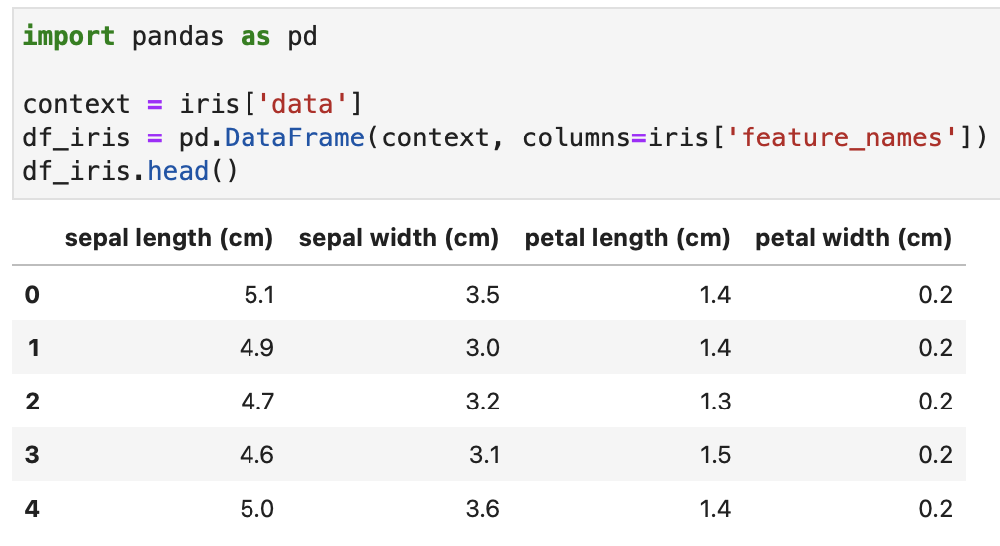 import pandas as pd
context = iris['data']
df_iris = pd.DataFrame(context, columns=iris['feature_names'])
df_iris.head()
sepal length (cm) sepal width (cm) petal length (cm) petal width (cm)
0 5.1 3.5 1.4 0.2
1 4.9 3.0 1.4 0.2
2 4.7 3.2 1.3 0.2
3 4.6 3.1 1.5 0.2
4 5.0 3.6 1.4 0.2